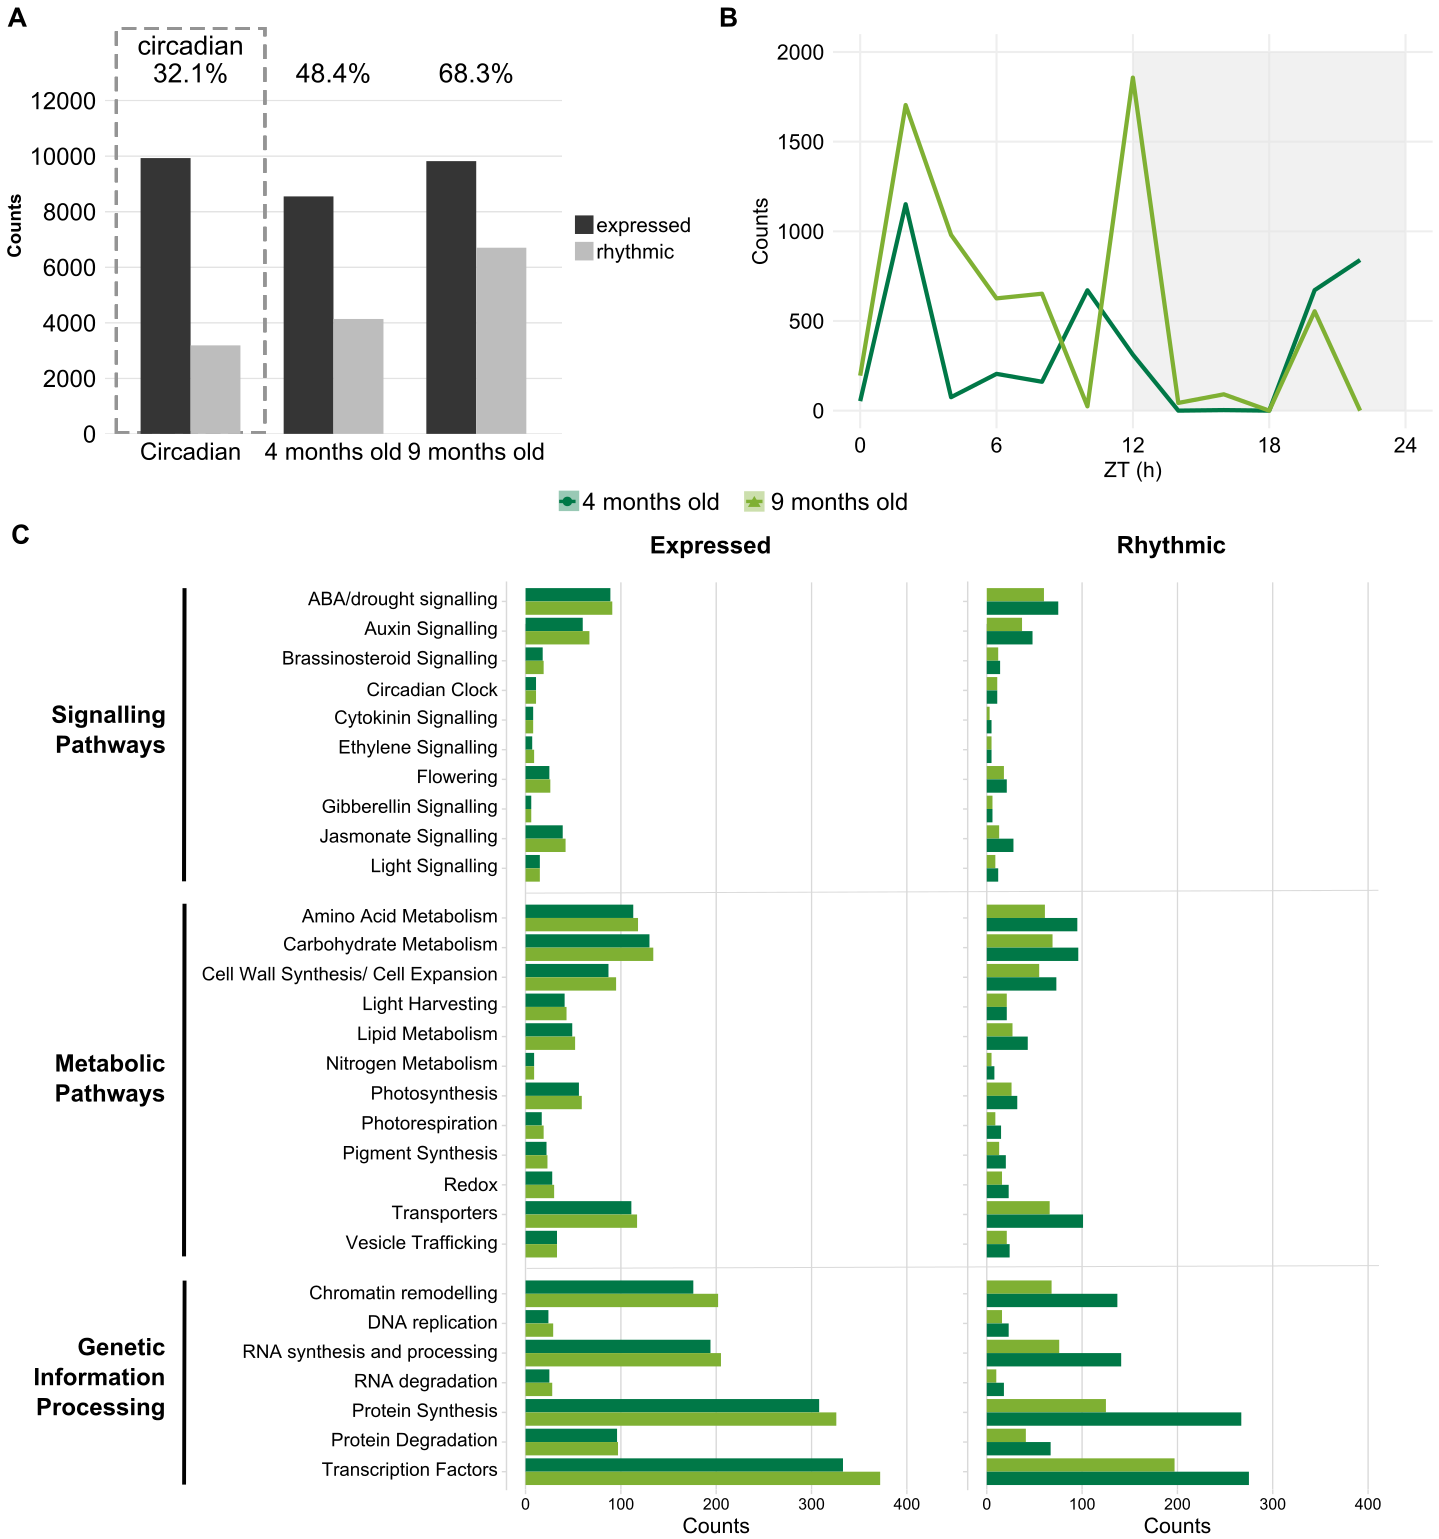 A
circadian
32.1%
48.4%
68.3%
12000
10000
8000
6000
4000
2000
0
Counts
Circadian
4 months old
9 months old
expressed
rhythmic
B
2000
1500
1000
500
0
Counts
0
6
12
18
24
ZT (h)
4 months old
9 months old
C
Expressed
Rhythmic
Signalling
Pathways
ABA/drought signalling
Auxin Signalling
Brassinosteroid Signalling
Circadian Clock
Cytokinin Signalling
Ethylene Signalling
Flowering
Gibberellin Signalling
Jasmonate Signalling
Light Signalling
Metabolic
Pathways
Amino Acid Metabolism
Carbohydrate Metabolism
Cell Wall Synthesis/ Cell Expansion
Light Harvesting
Lipid Metabolism
Nitrogen Metabolism
Photosynthesis
Photorespiration
Pigment Synthesis
Redox
Transporters
Vesicle Trafficking
Genetic
Information
Processing
Chromatin remodelling
DNA replication
RNA synthesis and processing
RNA degradation
Protein Synthesis
Protein Degradation
Transcription Factors
0
100
200
300
400
Counts
0
100
200
300
400
Counts